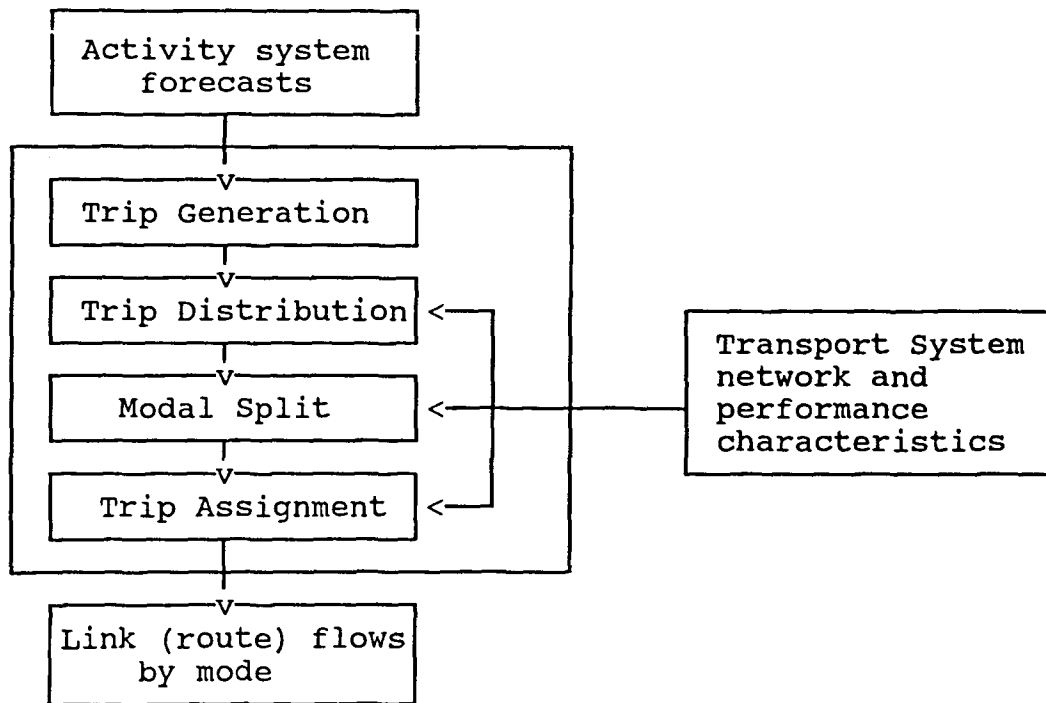 Activity system
forecasts
Trip Generation
Trip Distribution
Modal Split
Trip Assignment
Link (route) flows
by mode
Transport System
network and
performance
characteristics